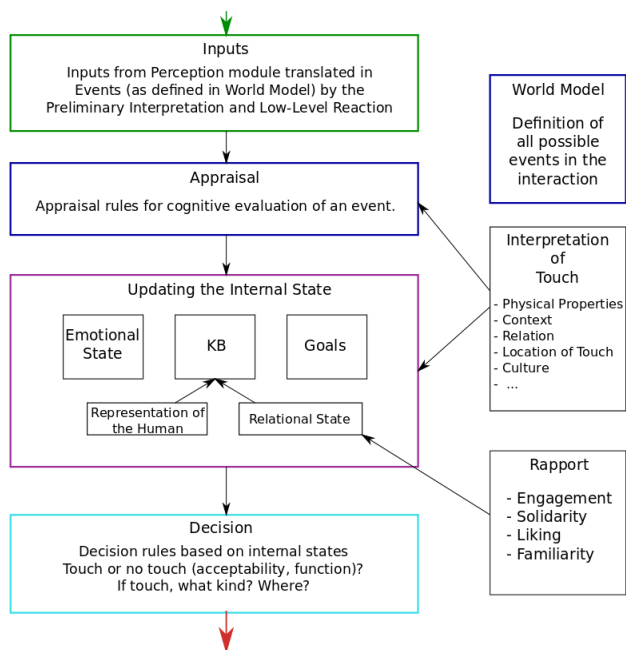 Inputs
Inputs from Perception module translated in
Events (as defined in World Model) by the
Preliminary Interpretation and Low-Level Reaction
Appraisal
Appraisal rules for cognitive evaluation of an event.
Updating the Internal State
Emotional
State
KB
Goals
Representation of
the Human
Relational State
Decision
Decision rules based on internal states
Touch or no touch (acceptability, function)?
If touch, what kind? Where?
World Model
Definition of
all possible
events in the
interaction
Interpretation
of
Touch
- Physical Properties
- Context
- Relation
- Location of Touch
- Culture
- ...
Rapport
- Engagement
- Solidarity
- Liking
- Familiarity